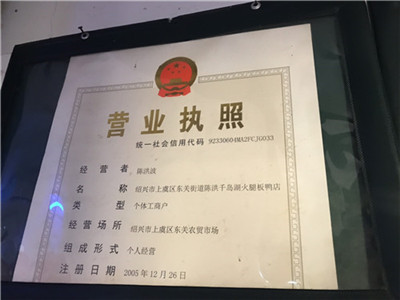 营业执照
统一社会信用代码 92330604MA2FCJG033
经营者 陈洪波
名称 绍兴市上虞区东关街道陈洪千岛湖火腿板鸭店
类型 个体工商户
经营场所 绍兴市上虞区东关农贸市场
组成形式 个人经营
注册日期 2005年12月26日